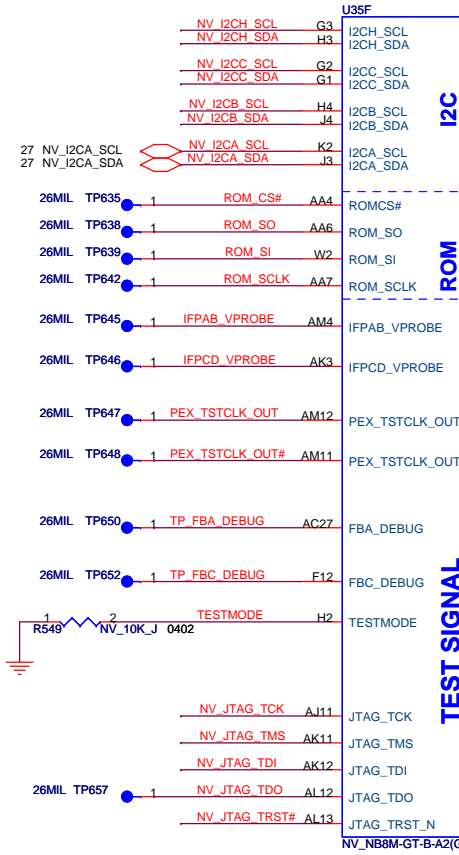 U35F
NV_I2CH_SCL G3 I2CH_SCL
NV_I2CH_SDA H3 I2CH_SDA
NV_I2CC_SCL G2 I2CC_SCL
NV_I2CC_SDA G1 I2CC_SDA
I2C
NV_I2CB_SCL H4 I2CB_SCL
NV_I2CB_SDA J4 I2CB_SDA
27 NV_I2CA_SCL NV_I2CA_SCL K2 I2CA_SCL
27 NV_I2CA_SDA NV_I2CA_SDA J3 I2CA_SDA
26MIL TP635 1 ROM_CS# AA4 ROMCS#
26MIL TP638 1 ROM_SO AA6 ROM_SO
ROM
26MIL TP639 1 ROM_SI W2 ROM_SI
26MIL TP642 1 ROM_SCLK AA7 ROM_SCLK
26MIL TP645 1 IFPAB_VPROBE AM4 IFPAB_VPROBE
26MIL TP646 1 IFPCD_VPROBE AK3 IFPCD_VPROBE
26MIL TP647 1 PEX_TSTCLK_OUT AM12 PEX_TSTCLK_OUT
26MIL TP648 1 PEX_TSTCLK_OUT# AM11 PEX_TSTCLK_OUT
26MIL TP650 1 TP_FBA_DEBUG AC27 FBA_DEBUG
26MIL TP652 1 TP_FBC_DEBUG F12 FBC_DEBUG
TEST SIGNAL
1 2 TESTMODE H2 TESTMODE
R549 NV_10K_J 0402
NV_JTAG_TCK AJ11 JTAG_TCK
NV_JTAG_TMS AK11 JTAG_TMS
NV_JTAG_TDI AK12 JTAG_TDI
26MIL TP657 1 NV_JTAG_TDO AL12 JTAG_TDO
NV_JTAG_TRST# AL13 JTAG_TRST_N
NV_NB8M-GT-B-A2(G